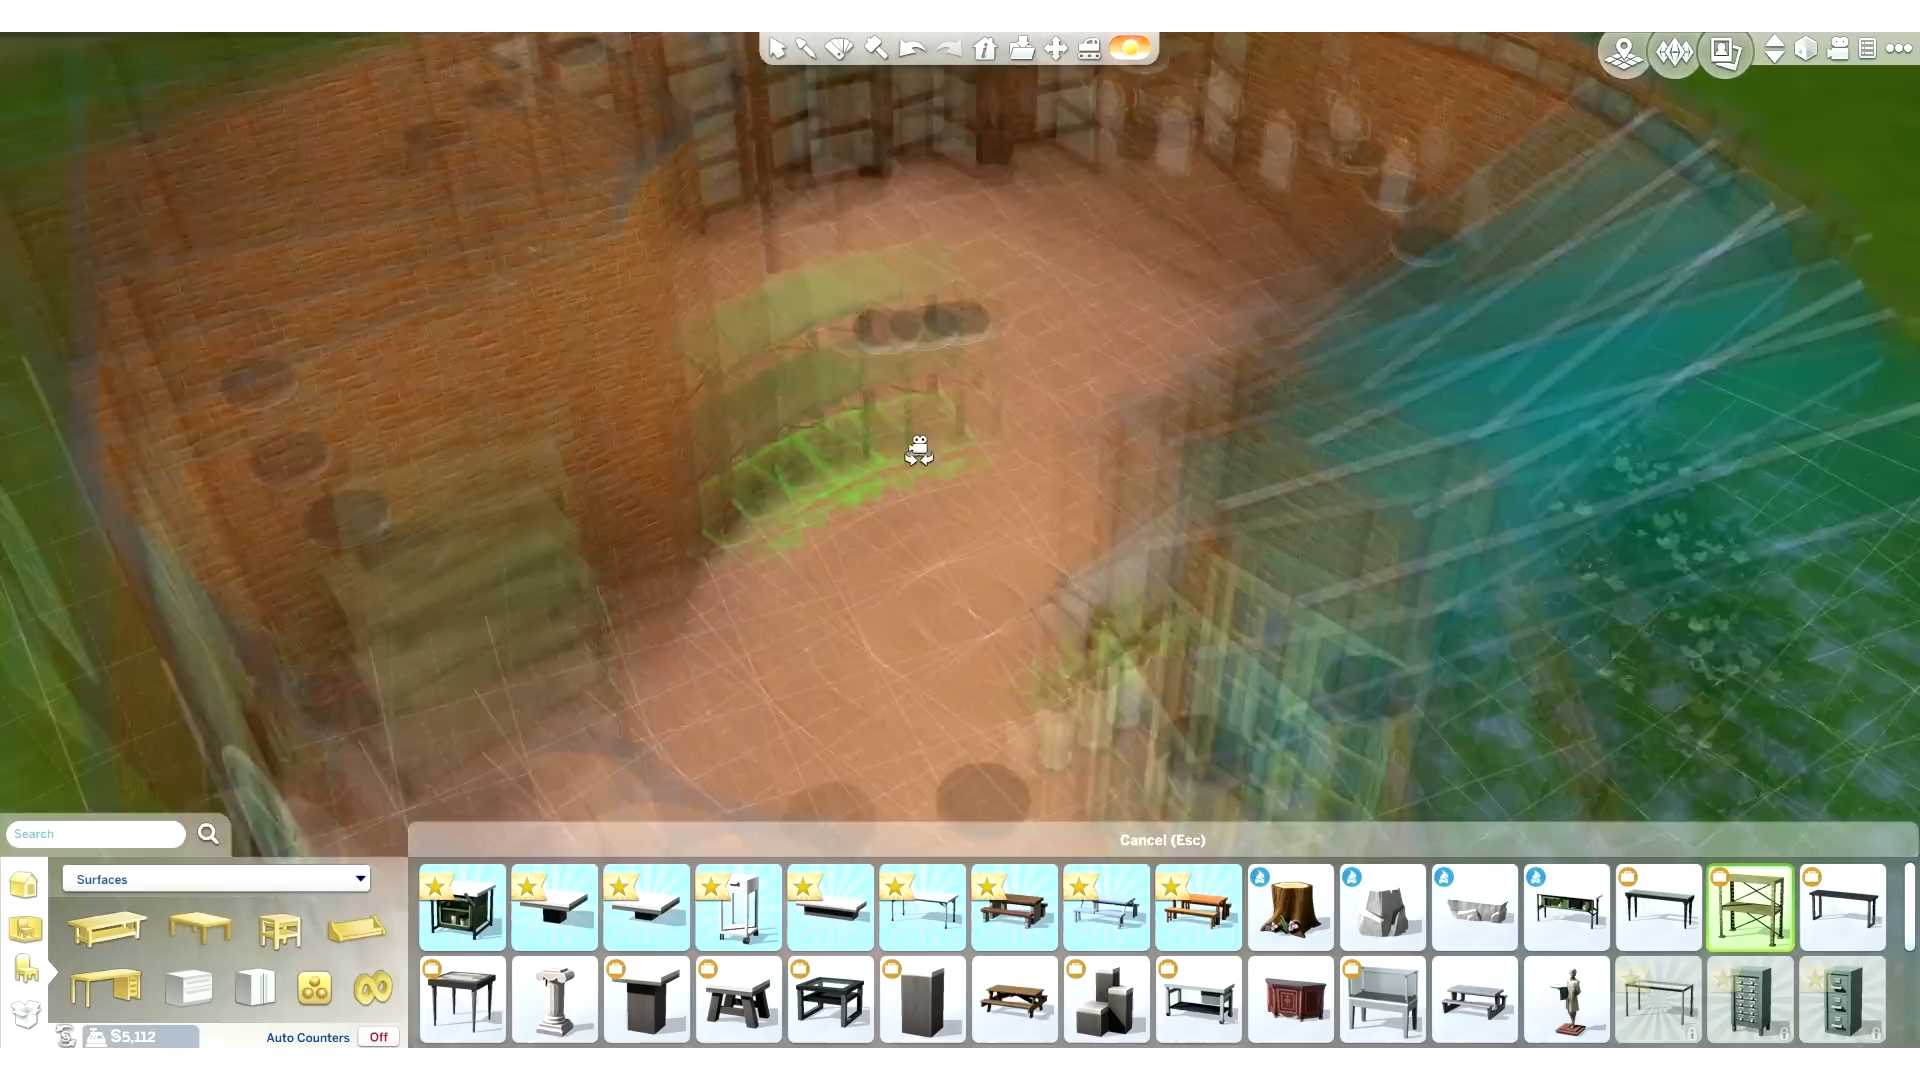 Search
Cancel (Esc)
Surfaces
§5,112
Auto Counters Off